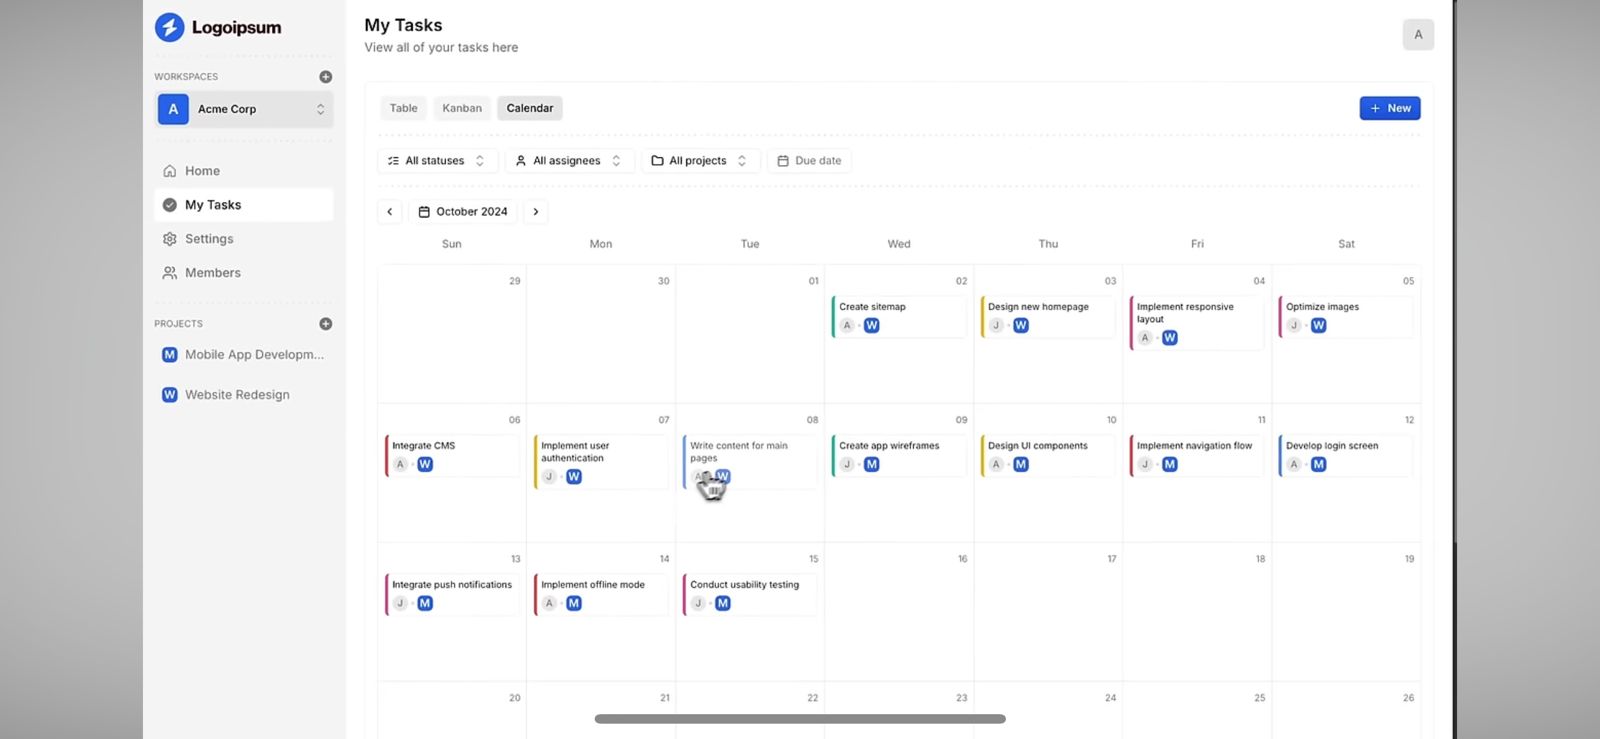 Logoipsum
WORKSPACES
A Acme Corp
Home
My Tasks
Settings
Members
PROJECTS
M Mobile App Developm...
W Website Redesign
My Tasks
View all of your tasks here
A
Table Kanban Calendar
+ New
All statuses All assignees All projects Due date
October 2024
Sun Mon Tue Wed Thu Fri Sat
29 30 01 02 03 04 05
Create sitemap
A W
Design new homepage
J W
Implement responsive
layout
A W
Optimize images
J W
06 07 08 09 10 11 12
Integrate CMS
A W
Implement user
authentication
J W
Write content for main
pages
A W
Create app wireframes
J M
Design UI components
A M
Implement navigation flow
J M
Develop login screen
A M
13 14 15 16 17 18 19
Integrate push notifications
J M
Implement offline mode
A M
Conduct usability testing
J M
20 21 22 23 24 25 26